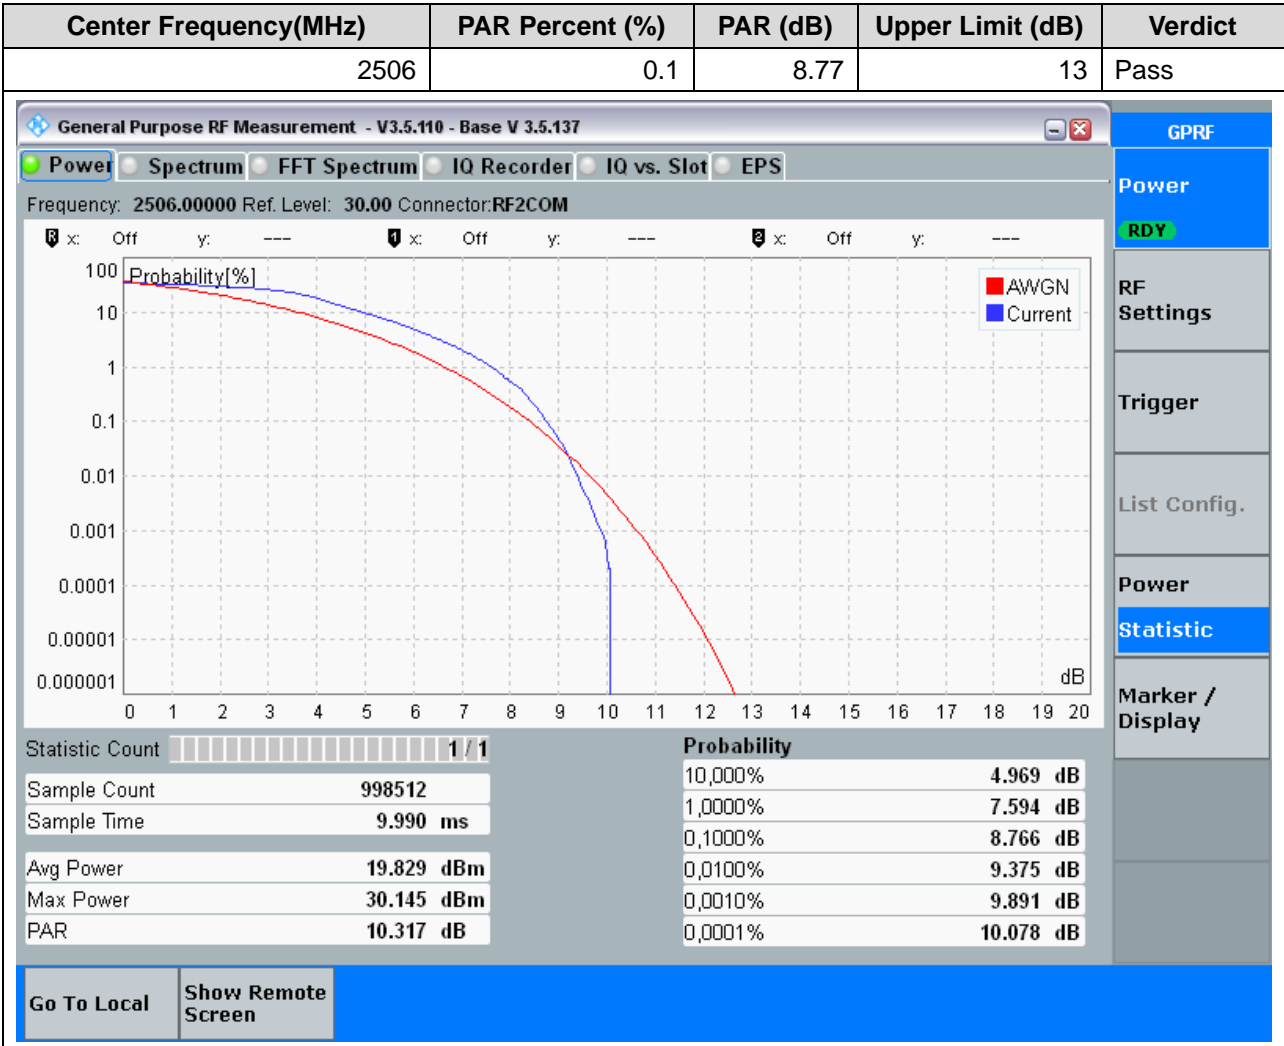 Center Frequency(MHz) PAR Percent (%) PAR (dB) Upper Limit (dB) Verdict
2506 0.1 8.77 13 Pass
General Purpose RF Measurement - V3.5.110 - Base V 3.5.137
GPRF
Power Spectrum FFT Spectrum IQ Recorder IQ vs. Slot EPS
Frequency: 2506.00000 Ref. Level: 30.00 Connector:RF2COM
R x: Off y: --- 1 x: Off y: --- 2 x: Off y: ---
Probability[%]
100
10
1
0.1
0.01
0.001
0.0001
0.00001
0.000001
AWGN
Current
dB
0 1 2 3 4 5 6 7 8 9 10 11 12 13 14 15 16 17 18 19 20
Statistic Count 1 / 1
Sample Count 998512
Sample Time 9.990 ms
Avg Power 19.829 dBm
Max Power 30.145 dBm
PAR 10.317 dB
Probability
10,000% 4.969 dB
1,0000% 7.594 dB
0,1000% 8.766 dB
0,0100% 9.375 dB
0,0010% 9.891 dB
0,0001% 10.078 dB
Power
RDY
RF
Settings
Trigger
List Config.
Power
Statistic
Marker /
Display
Go To Local
Show Remote
Screen